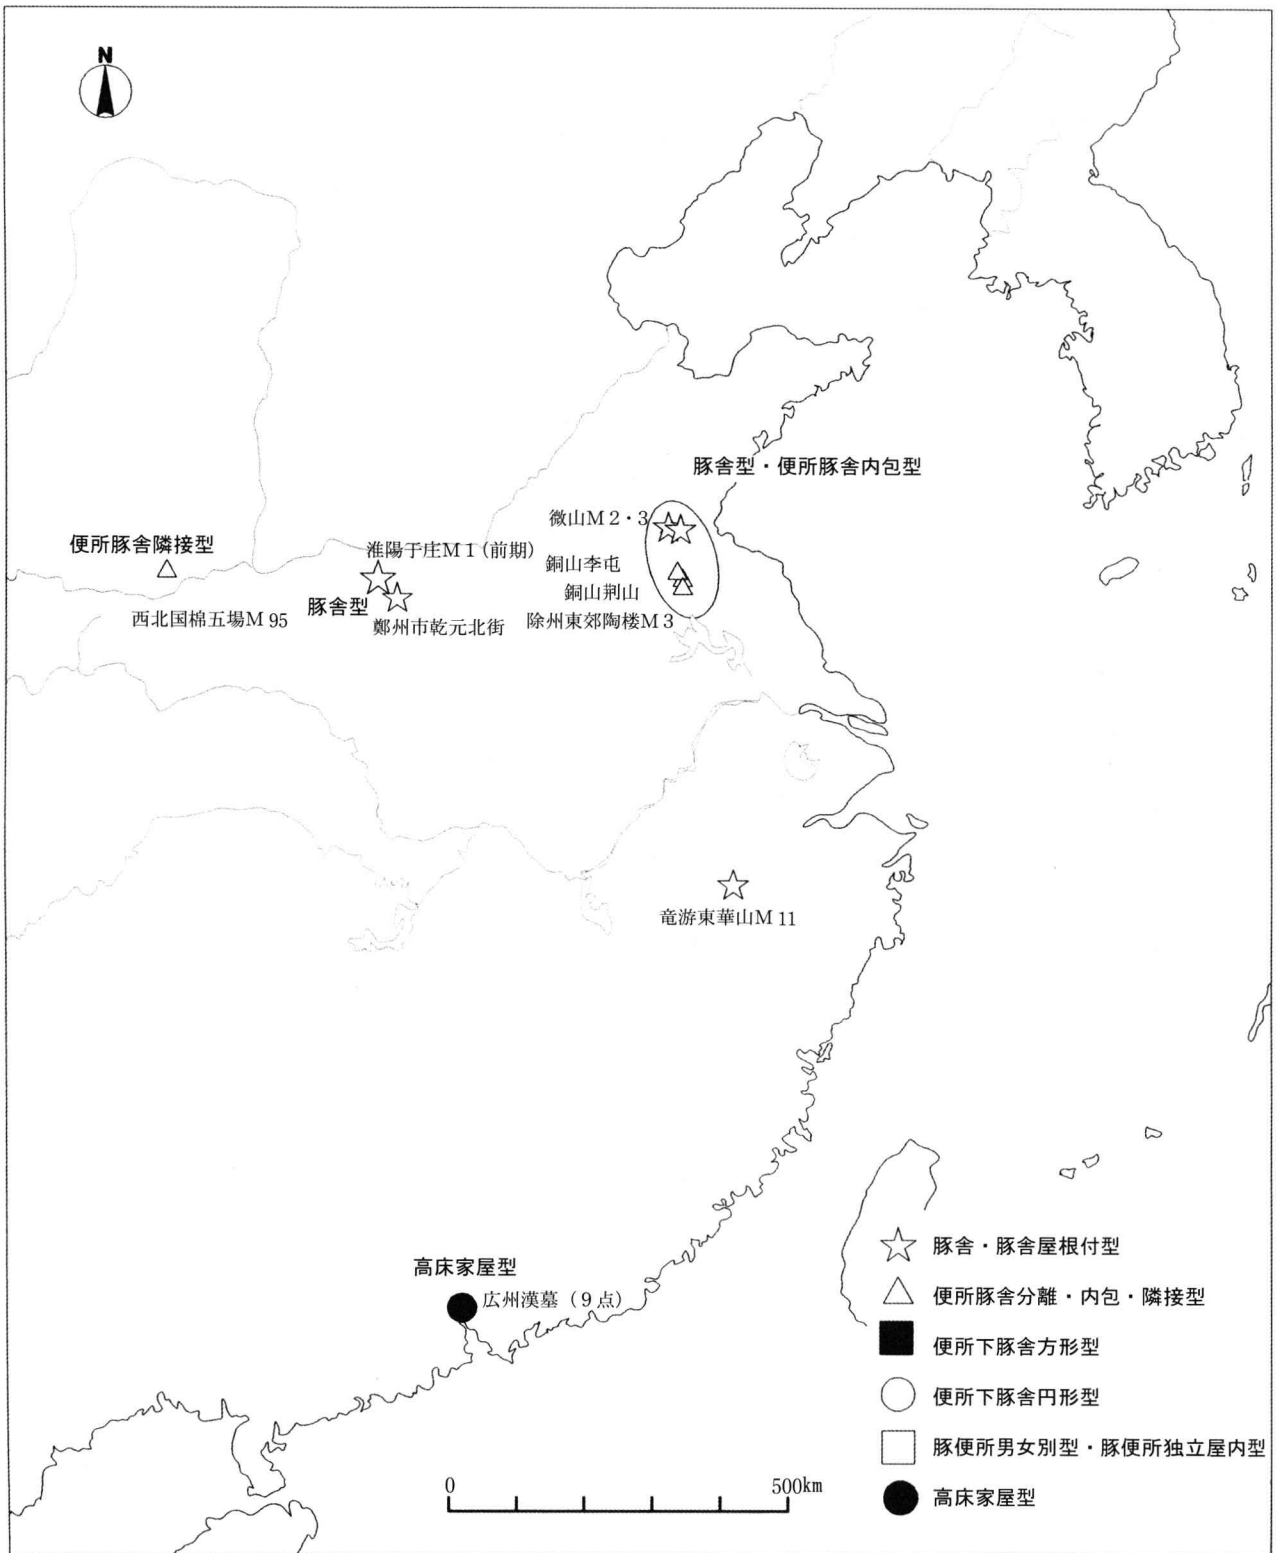 N
豚舎型・便所豚舎内包型
微山M 2・3
便所豚舎隣接型
淮陽于庄M 1 (前期)
銅山李屯
銅山荆山
豚舎型
西北国棉五場M 95
鄭州市乾元北街
除州東郊陶楼M 3
竜游東華山M 11
高床家屋型
広州漢墓（9点）
豚舎・豚舎屋根付型
便所豚舎分離・内包・隣接型
便所下豚舎方形型
便所下豚舎円形型
豚便所男女別型・豚便所独立屋内型
高床家屋型
0
500km